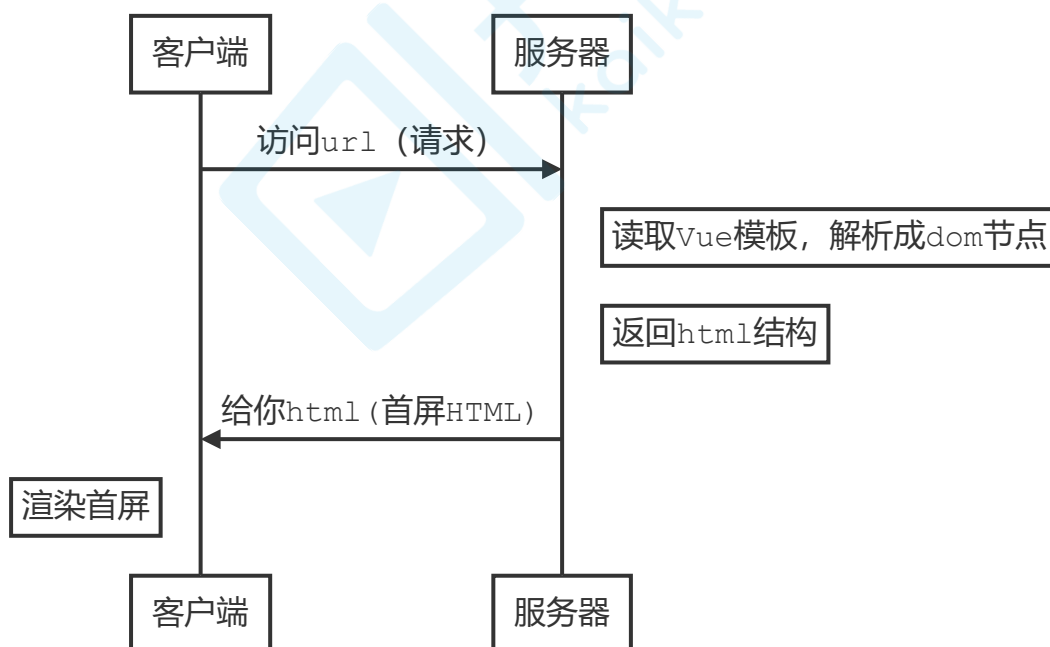 客户端
服务器
访问url（请求）
读取Vue模板，解析成dom节点
返回html结构
给你html(首屏HTML)
渲染首屏
客户端
服务器